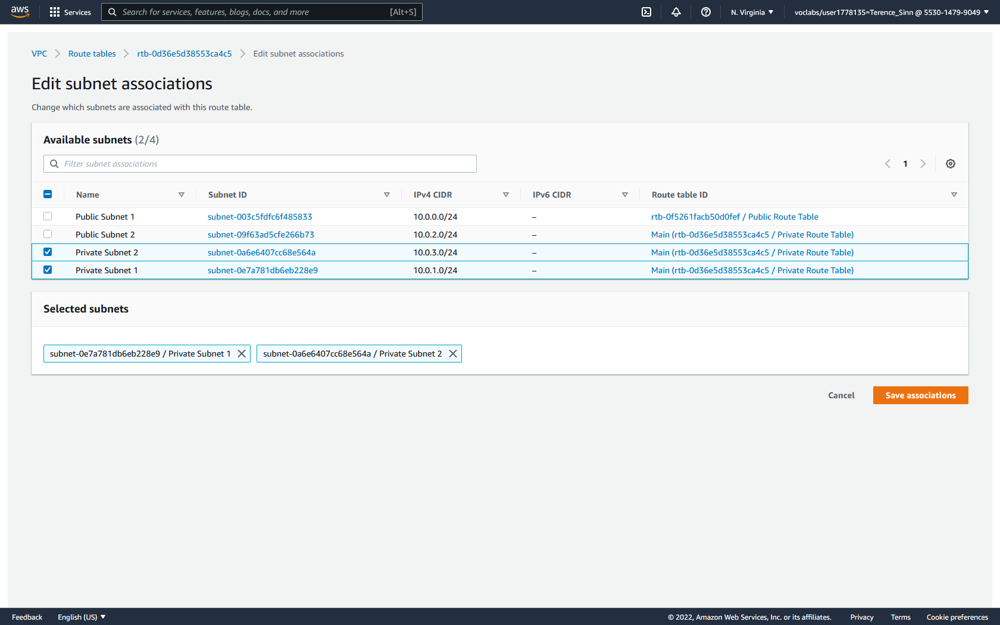 aws Services Search for services, features, blogs, docs, and more [Alt+S] N. Virginia voclabs/user1778135=Terence_Sinn @ 5530-1479-9049
VPC Route tables rtb-0d36e5d38553ca4c5 Edit subnet associations
Edit subnet associations
Change which subnets are associated with this route table.
Available subnets (2/4)
Filter subnet associations 1
Name Subnet ID IPv4 CIDR IPv6 CIDR Route table ID
Public Subnet 1 subnet-003c5fdfc6f485833 10.0.0.0/24 – rtb-0f5261facb50d0fef / Public Route Table
Public Subnet 2 subnet-09f63ad5cfe266b73 10.0.2.0/24 – Main (rtb-0d36e5d38553ca4c5 / Private Route Table)
Private Subnet 2 subnet-0a6e6407cc68e564a 10.0.3.0/24 – Main (rtb-0d36e5d38553ca4c5 / Private Route Table)
Private Subnet 1 subnet-0e7a781db6eb228e9 10.0.1.0/24 – Main (rtb-0d36e5d38553ca4c5 / Private Route Table)
Selected subnets
subnet-0e7a781db6eb228e9 / Private Subnet 1 subnet-0a6e6407cc68e564a / Private Subnet 2
Cancel Save associations
Feedback English (US) © 2022, Amazon Web Services, Inc. or its affiliates. Privacy Terms Cookie preferences